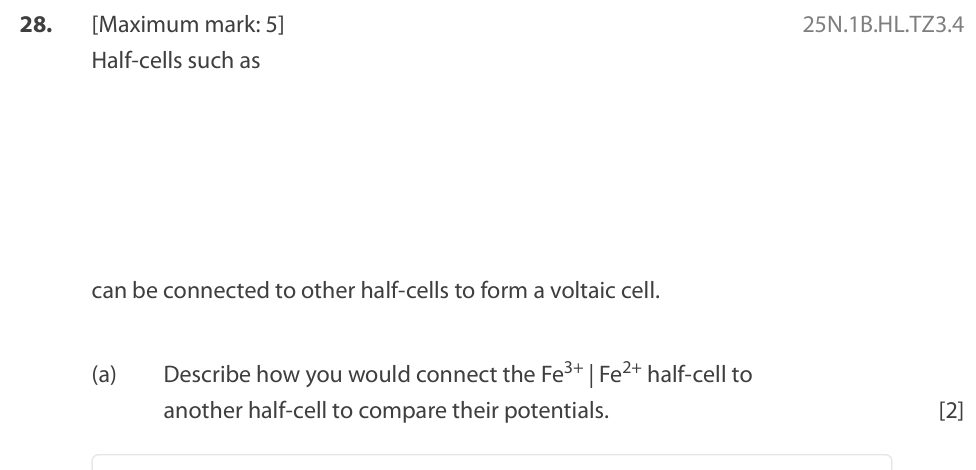 28. [Maximum mark: 5] 25N.1B.HL.TZ3.4
Half-cells such as
can be connected to other half-cells to form a voltaic cell.
(a) Describe how you would connect the Fe³⁺ | Fe²⁺ half-cell to
another half-cell to compare their potentials. [2]